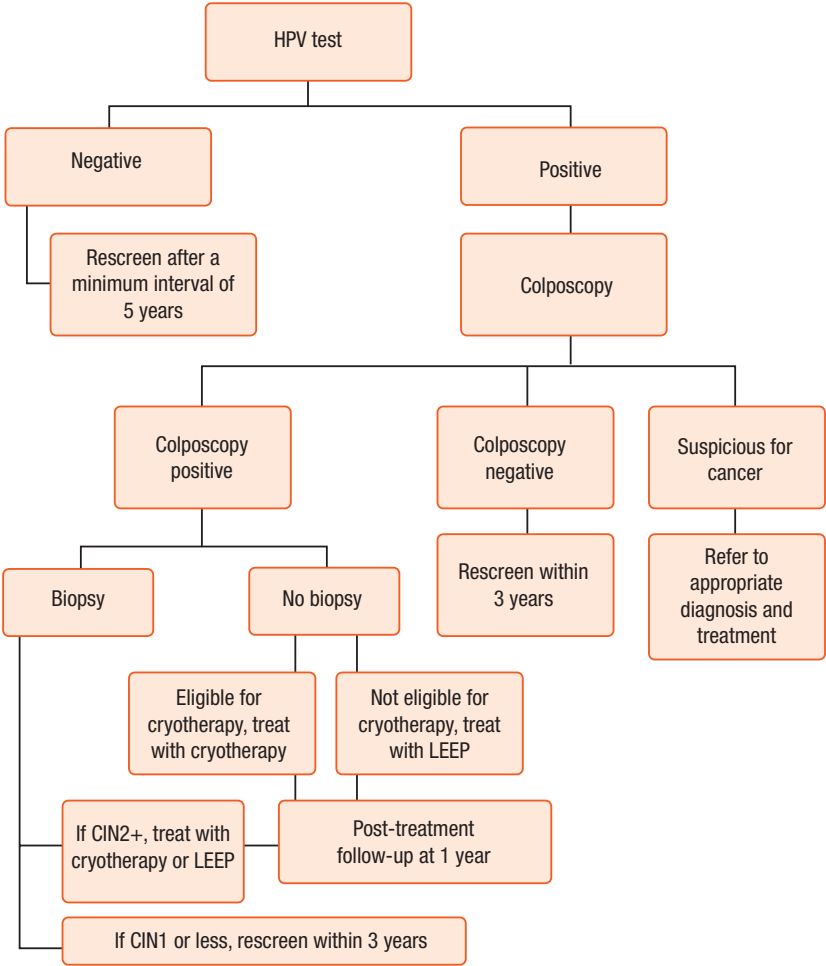 HPV test
Negative
Positive
Rescreen after a
minimum interval of
5 years
Colposcopy
Colposcopy
positive
Colposcopy
negative
Suspicious for
cancer
Rescreen within
3 years
Refer to
appropriate
diagnosis and
treatment
Biopsy
No biopsy
Eligible for
cryotherapy, treat
with cryotherapy
Not eligible for
cryotherapy, treat
with LEEP
If CIN2+, treat with
cryotherapy or LEEP
Post-treatment
follow-up at 1 year
If CIN1 or less, rescreen within 3 years